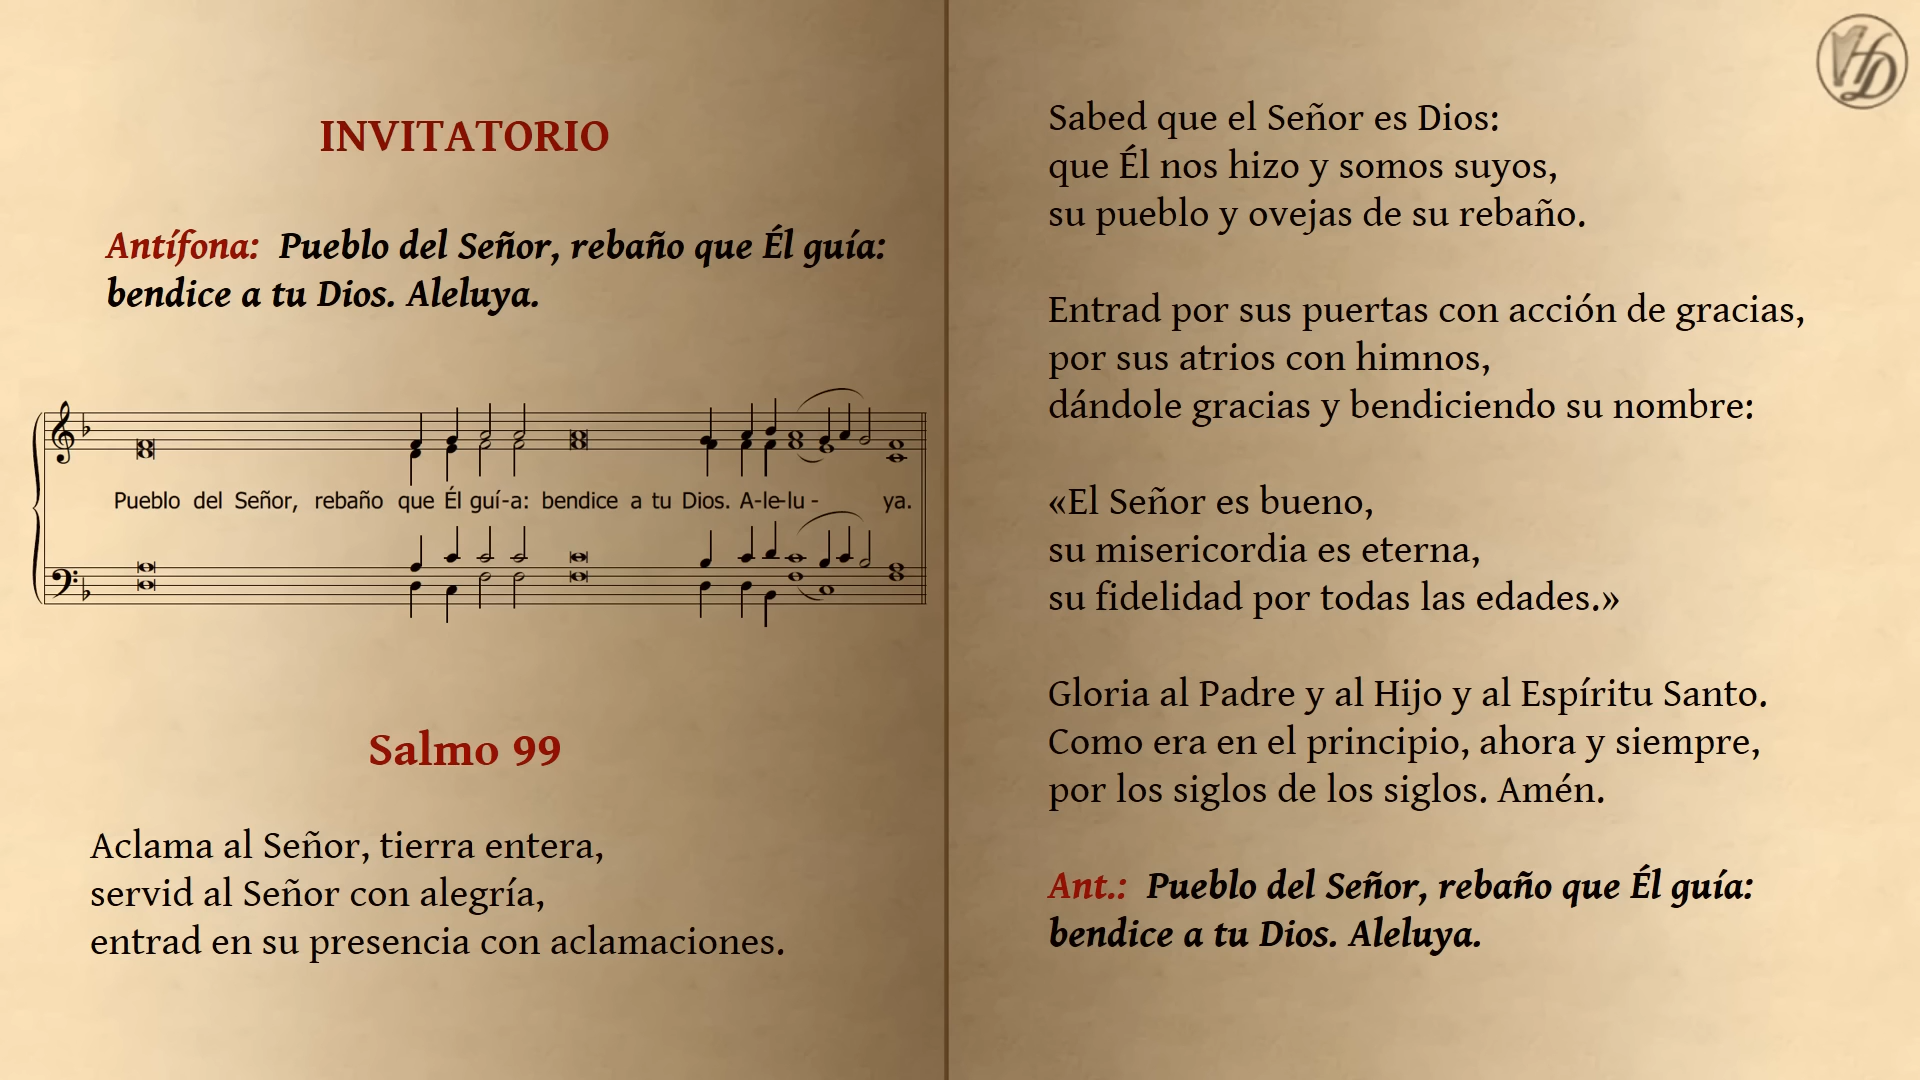 INVITATORIO
Antífona: Pueblo del Señor, rebaño que Él guía:
bendice a tu Dios. Aleluya.
Pueblo del Señor, rebaño que Él guí-a: bendice a tu Dios. A-le-lu - ya.
Salmo 99
Aclama al Señor, tierra entera,
servid al Señor con alegría,
entrad en su presencia con aclamaciones.
Sabed que el Señor es Dios:
que Él nos hizo y somos suyos,
su pueblo y ovejas de su rebaño.
Entrad por sus puertas con acción de gracias,
por sus atrios con himnos,
dándole gracias y bendiciendo su nombre:
«El Señor es bueno,
su misericordia es eterna,
su fidelidad por todas las edades.»
Gloria al Padre y al Hijo y al Espíritu Santo.
Como era en el principio, ahora y siempre,
por los siglos de los siglos. Amén.
Ant.: Pueblo del Señor, rebaño que Él guía:
bendice a tu Dios. Aleluya.
HD